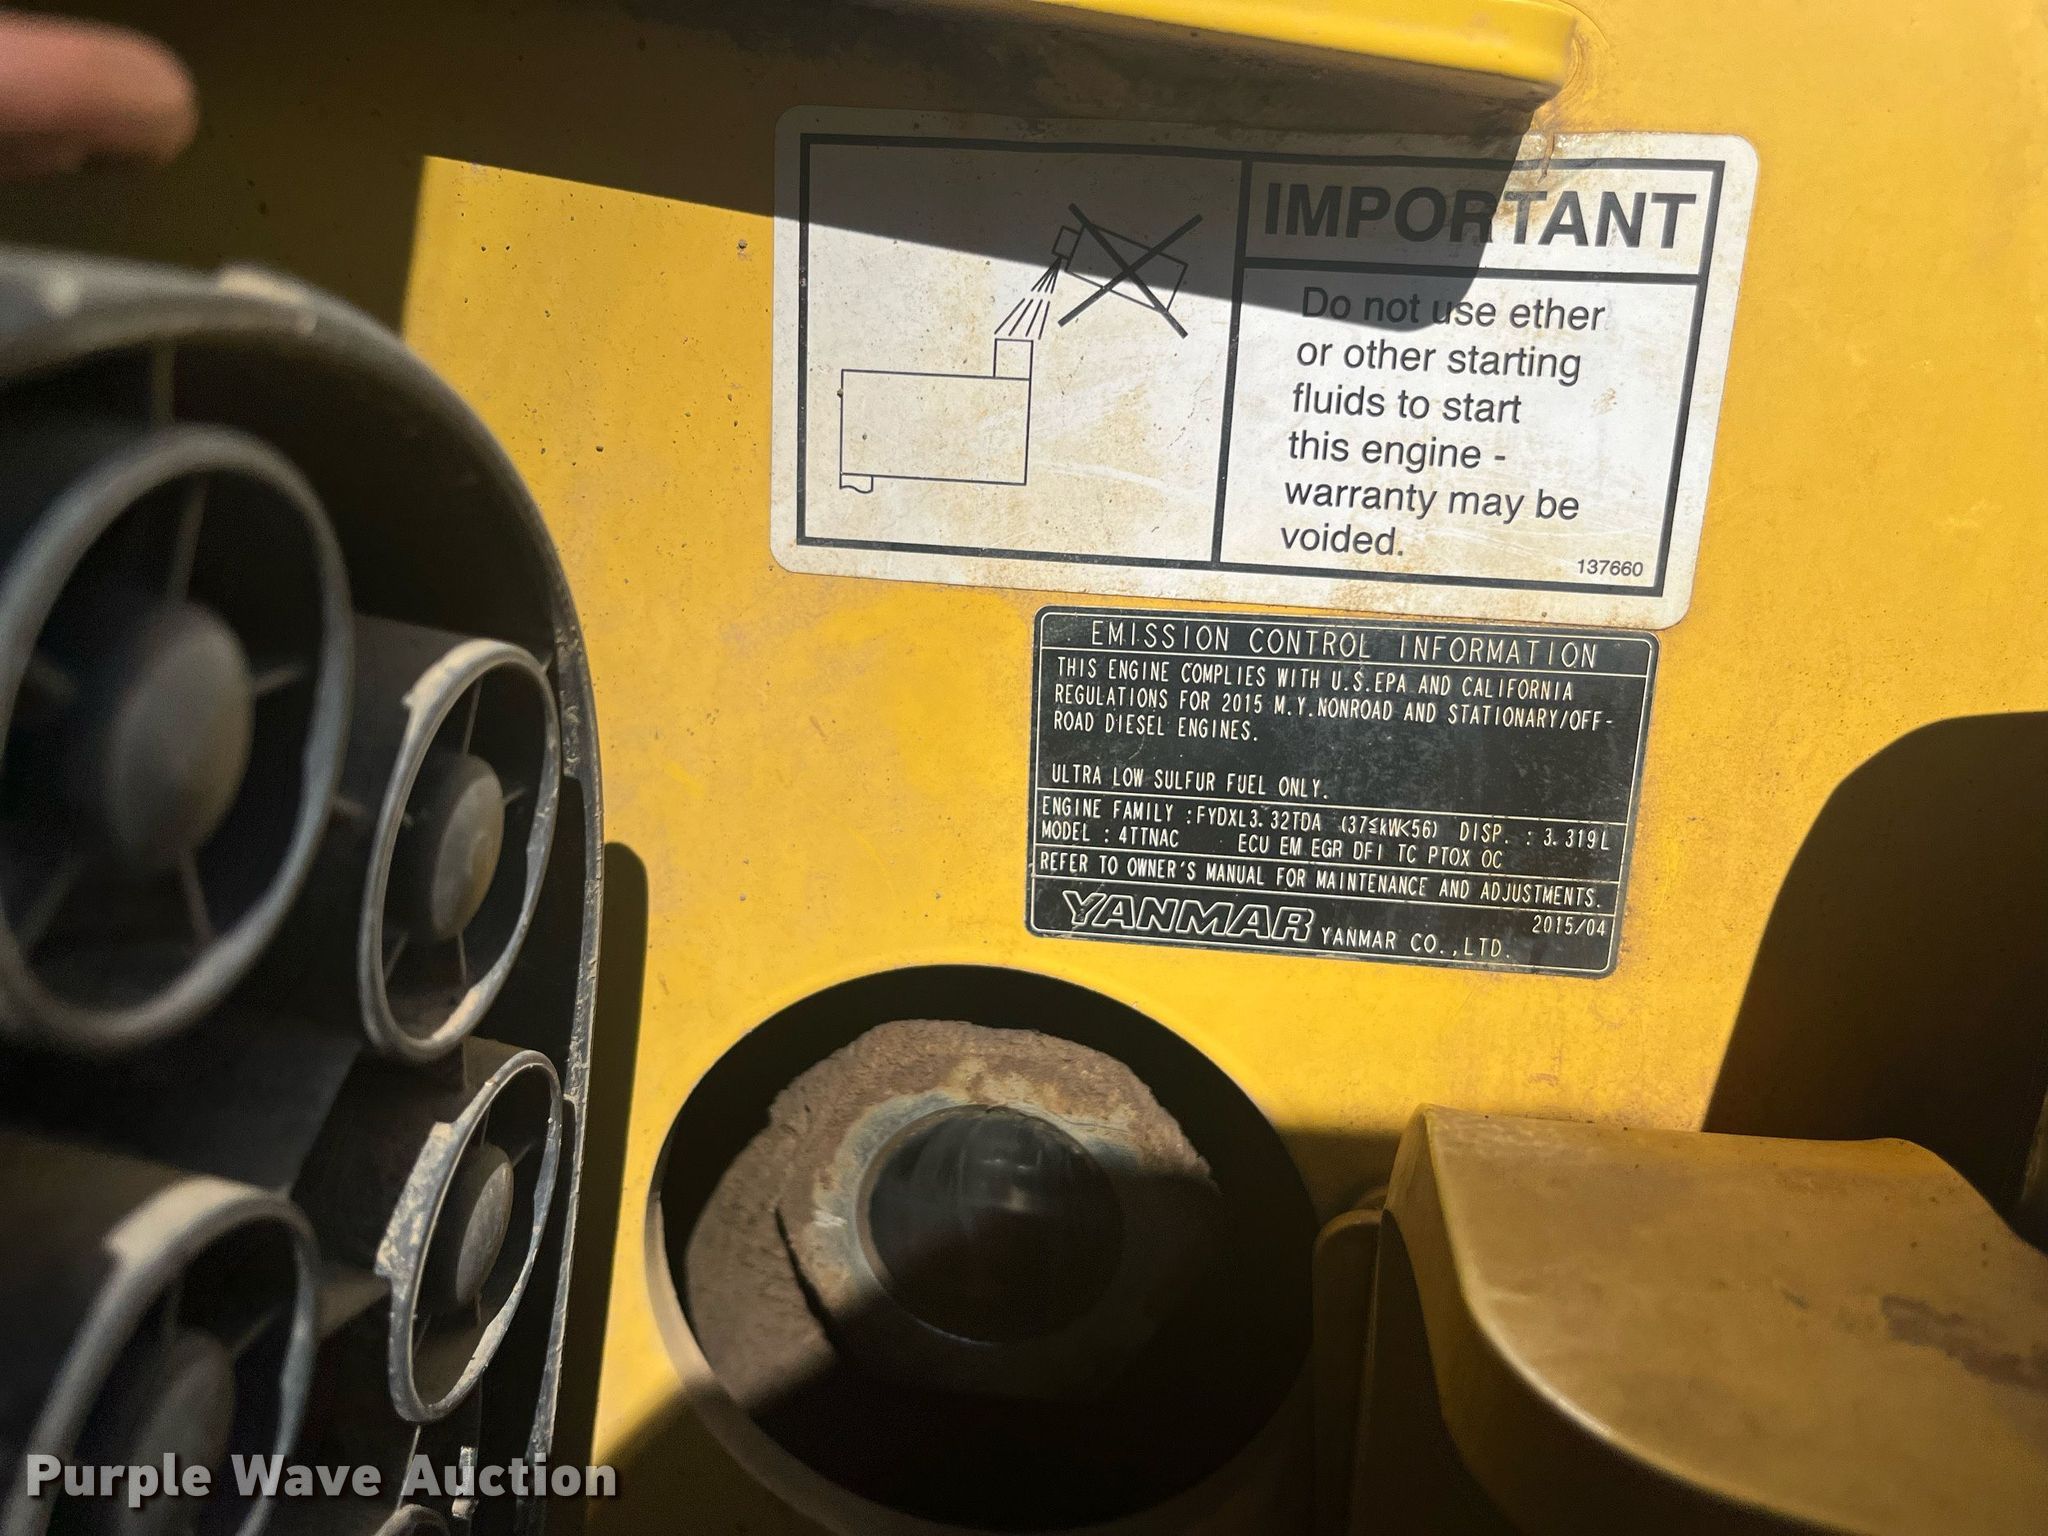 IMPORTANT
Do not use ether
or other starting
fluids to start
this engine -
warranty may be
voided.
137660
EMISSION CONTROL INFORMATION
THIS ENGINE COMPLIES WITH U.S.EPA AND CALIFORNIA
REGULATIONS FOR 2015 M.Y.NONROAD AND STATIONARY/OFF-
ROAD DIESEL ENGINES.
ULTRA LOW SULFUR FUEL ONLY.
ENGINE FAMILY :FYDXL3.32TDA (37≦kW<56) DISP. : 3.319L
MODEL : 4TTNAC ECU EM EGR DFI TC PTOX OC
REFER TO OWNER'S MANUAL FOR MAINTENANCE AND ADJUSTMENTS.
2015/04
YANMAR YANMAR CO.,LTD.
Purple Wave Auction